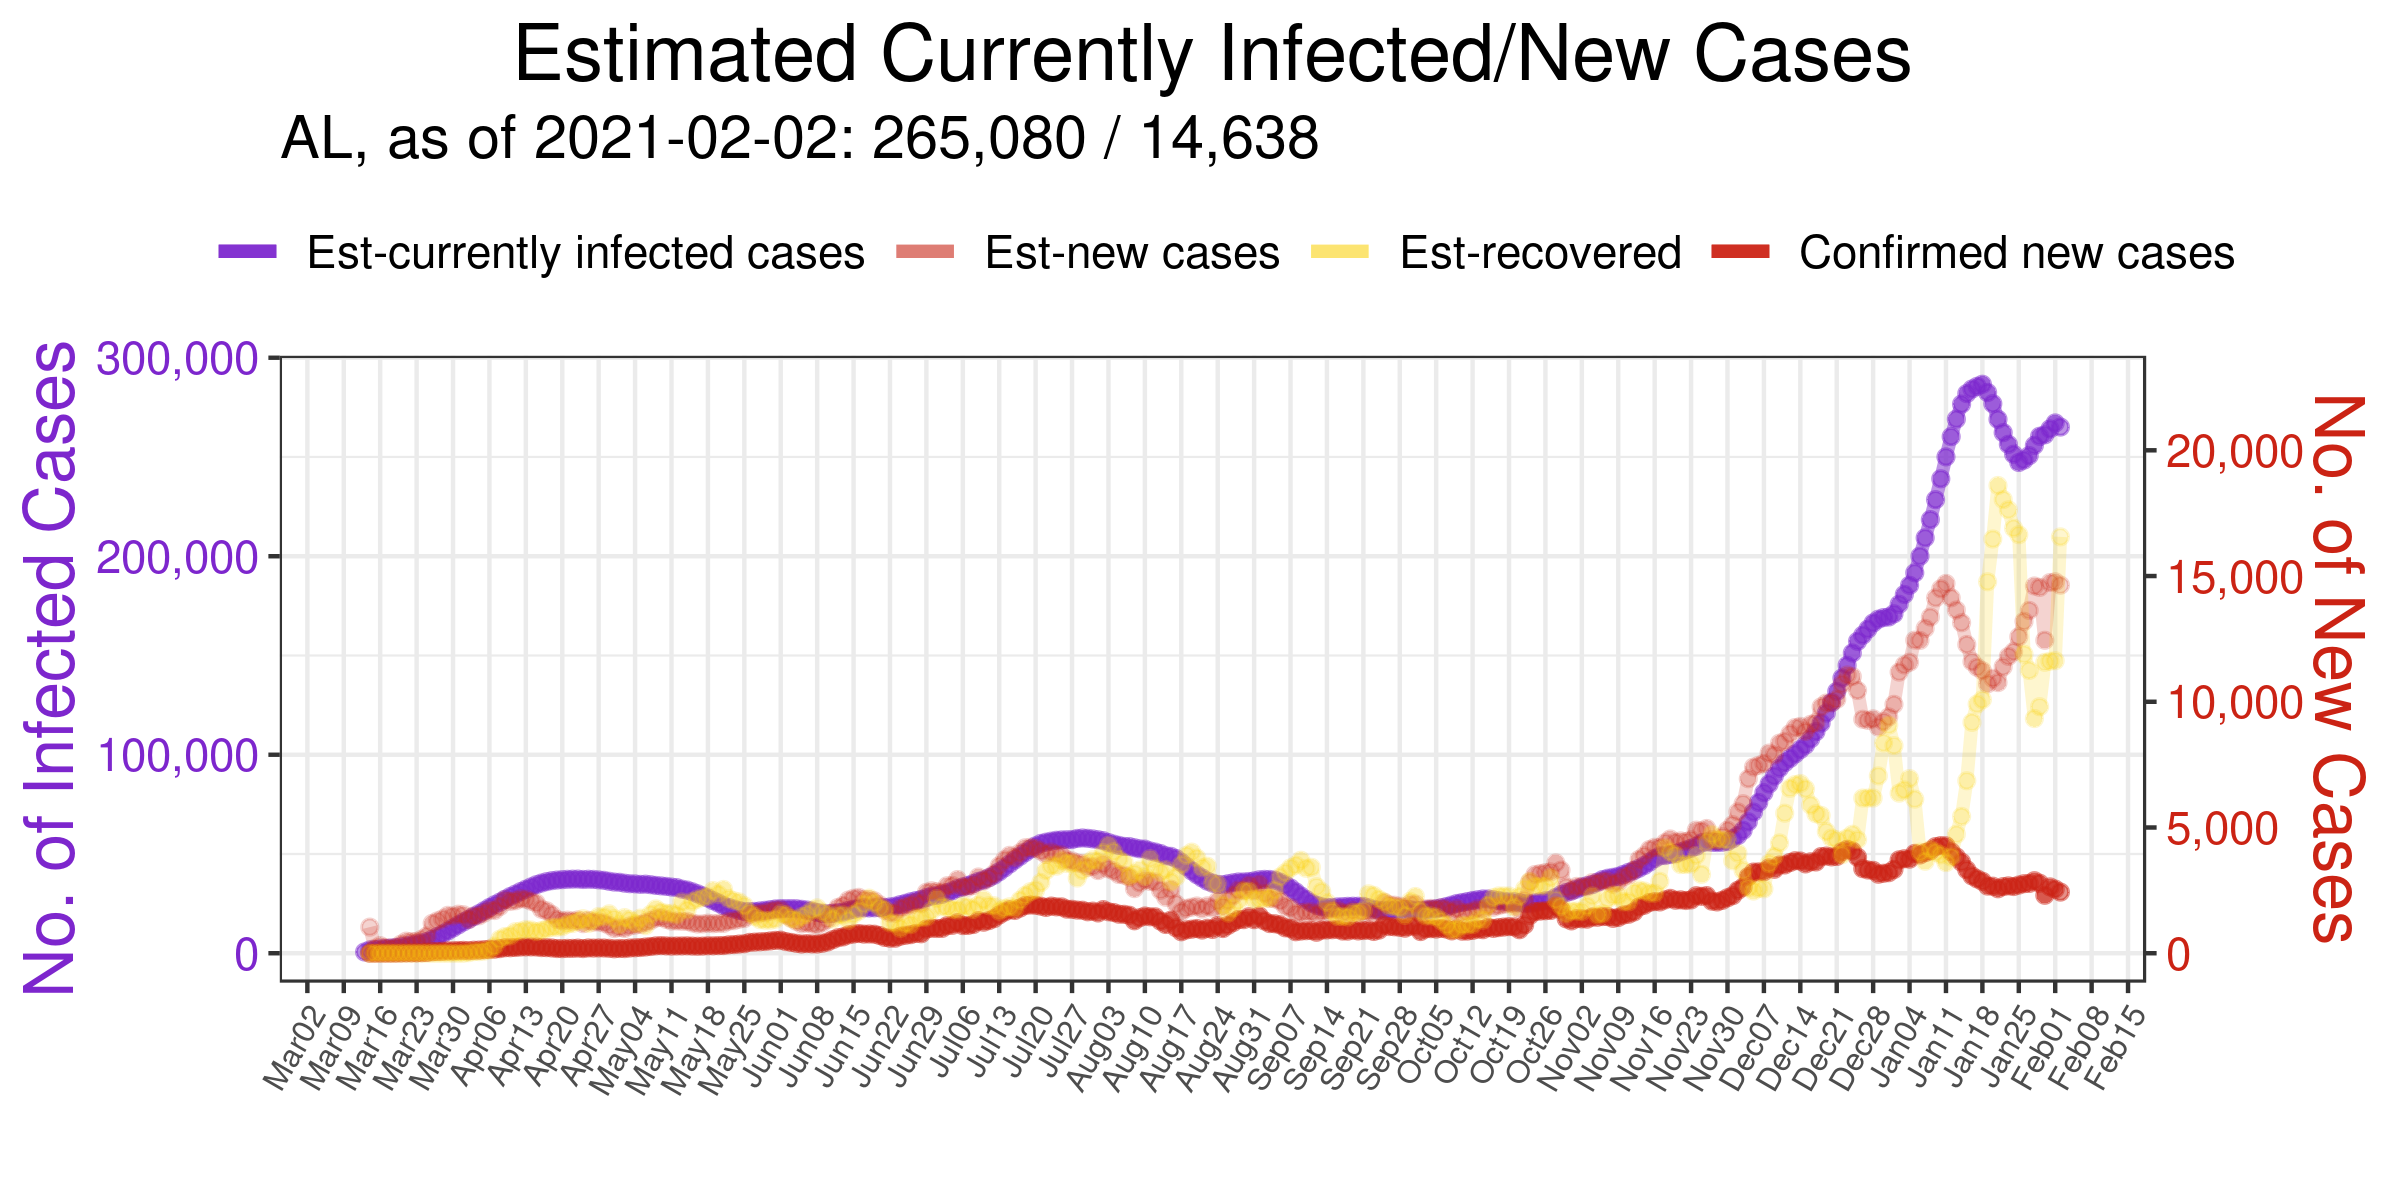 Estimated Currently Infected/New Cases
AL, as of 2021-02-02: 265,080 / 14,638
Est-currently infected cases Est-new cases Est-recovered Confirmed new cases
No. of Infected Cases
300,000
200,000
100,000
0
20,000
15,000
10,000
5,000
0
No. of New Cases
Mar02 Mar09 Mar16 Mar23 Mar30 Apr06 Apr13 Apr20 Apr27 May04 May11 May18 May25 Jun01 Jun08 Jun15 Jun22 Jun29 Jul06 Jul13 Jul20 Jul27 Aug03 Aug10 Aug17 Aug24 Aug31 Sep07 Sep14 Sep21 Sep28 Oct05 Oct12 Oct19 Oct26 Nov02 Nov09 Nov16 Nov23 Nov30 Dec07 Dec14 Dec21 Dec28 Jan04 Jan11 Jan18 Jan25 Feb01 Feb08 Feb15